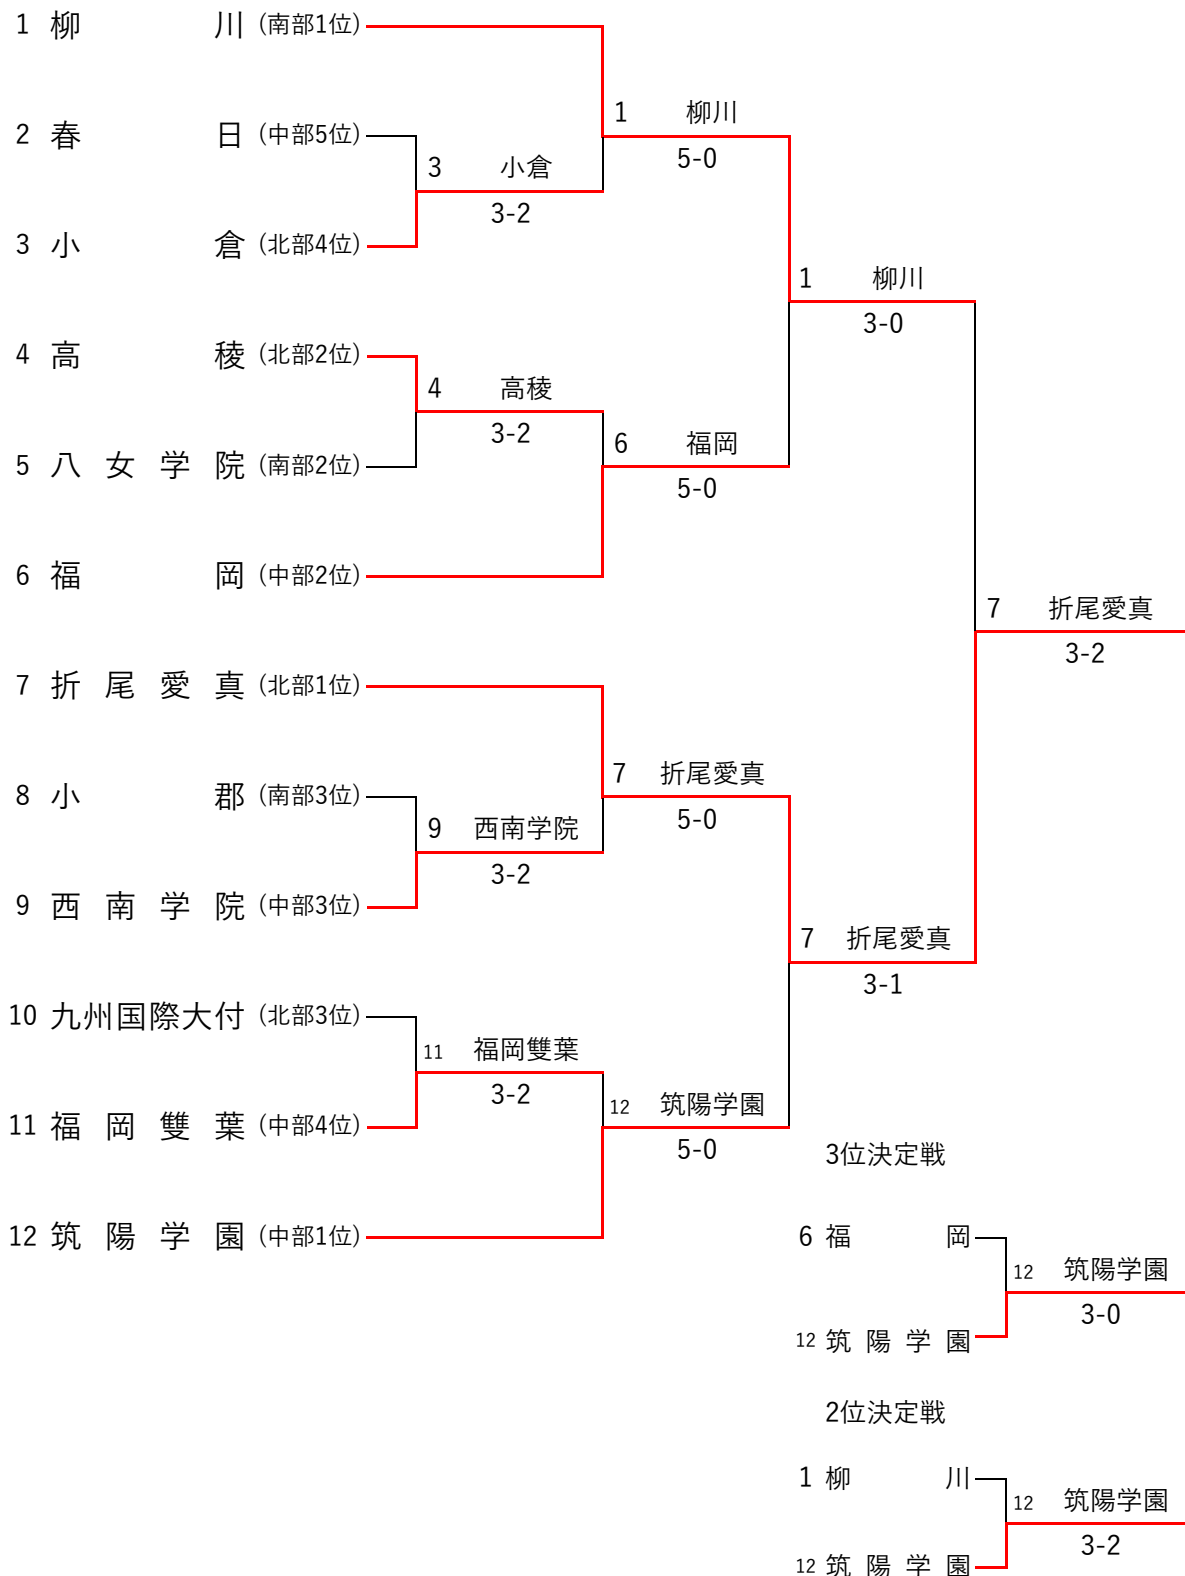 1 柳川 (南部1位)
1 柳川
2 春日 (中部5位)
5-0
3 小倉
3-2
3 小倉 (北部4位)
1 柳川
3-0
4 高稜 (北部2位)
4 高稜
3-2
6 福岡
5 八女学院 (南部2位)
5-0
6 福岡 (中部2位)
7 折尾愛真
3-2
7 折尾愛真 (北部1位)
7 折尾愛真
8 小郡 (南部3位)
5-0
9 西南学院
3-2
9 西南学院 (中部3位)
7 折尾愛真
3-1
10 九州国際大付 (北部3位)
11 福岡雙葉
3-2
12 筑陽学園
11 福岡雙葉 (中部4位)
5-0
3位決定戦
12 筑陽学園 (中部1位)
6 福岡
12 筑陽学園
3-0
12 筑陽学園
2位決定戦
1 柳川
12 筑陽学園
3-2
12 筑陽学園